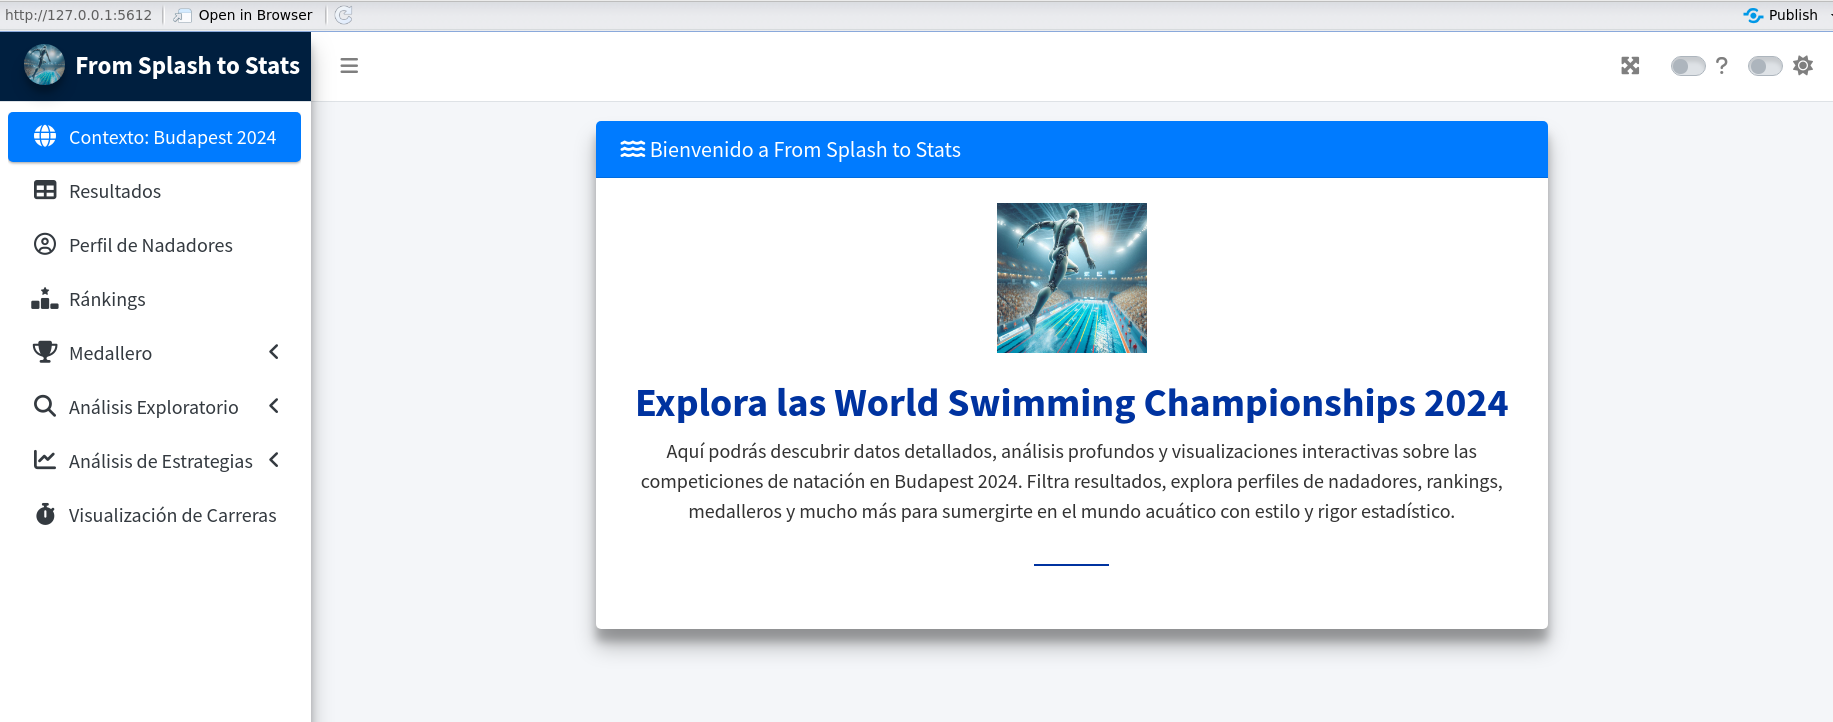 http://127.0.0.1:5612 Open in Browser Publish
From Splash to Stats
?
Contexto: Budapest 2024
Resultados
Perfil de Nadadores
Ránkings
Medallero
Análisis Exploratorio
Análisis de Estrategias
Visualización de Carreras
Bienvenido a From Splash to Stats
Explora las World Swimming Championships 2024
Aquí podrás descubrir datos detallados, análisis profundos y visualizaciones interactivas sobre las
competiciones de natación en Budapest 2024. Filtra resultados, explora perfiles de nadadores, rankings,
medalleros y mucho más para sumergirte en el mundo acuático con estilo y rigor estadístico.